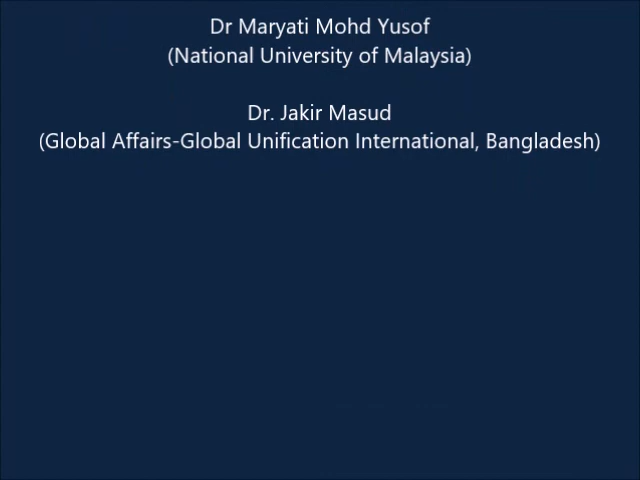 Dr Maryati Mohd Yusof
(National University of Malaysia)
Dr. Jakir Masud
(Global Affairs-Global Unification International, Bangladesh)